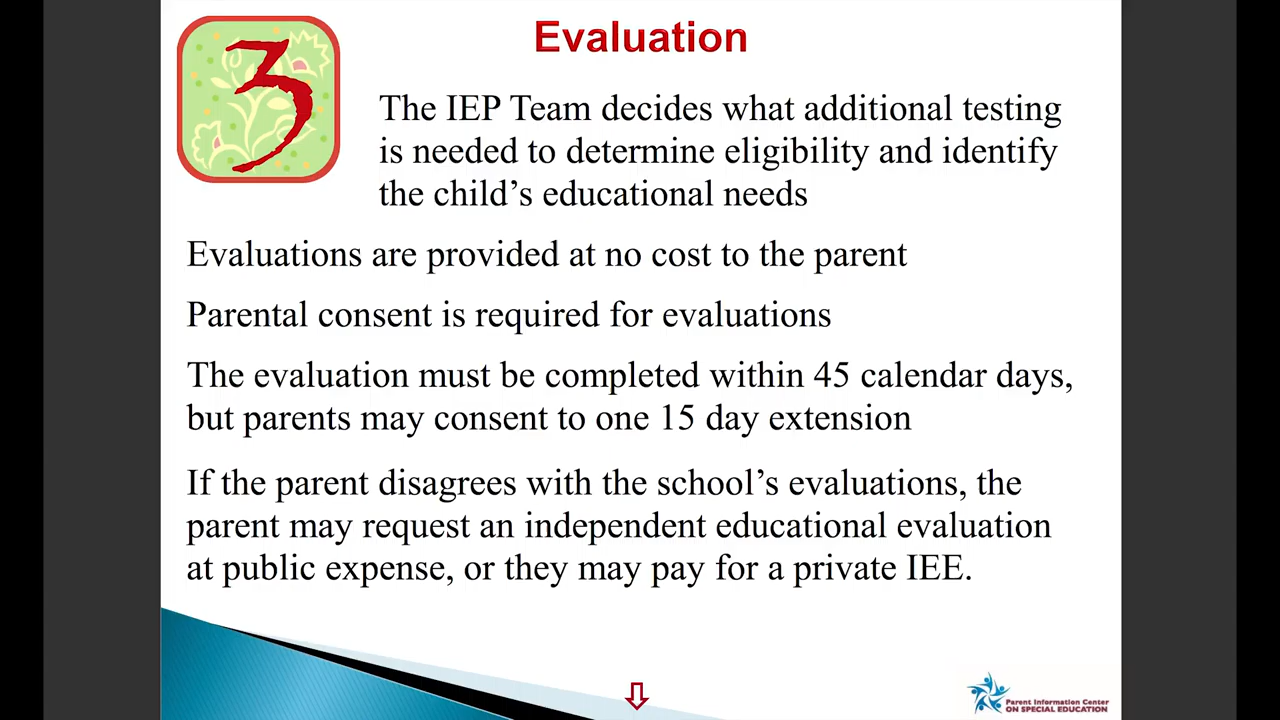 Evaluation
3
The IEP Team decides what additional testing
is needed to determine eligibility and identify
the child’s educational needs
Evaluations are provided at no cost to the parent
Parental consent is required for evaluations
The evaluation must be completed within 45 calendar days,
but parents may consent to one 15 day extension
If the parent disagrees with the school’s evaluations, the
parent may request an independent educational evaluation
at public expense, or they may pay for a private IEE.
Parent Information Center
ON SPECIAL EDUCATION